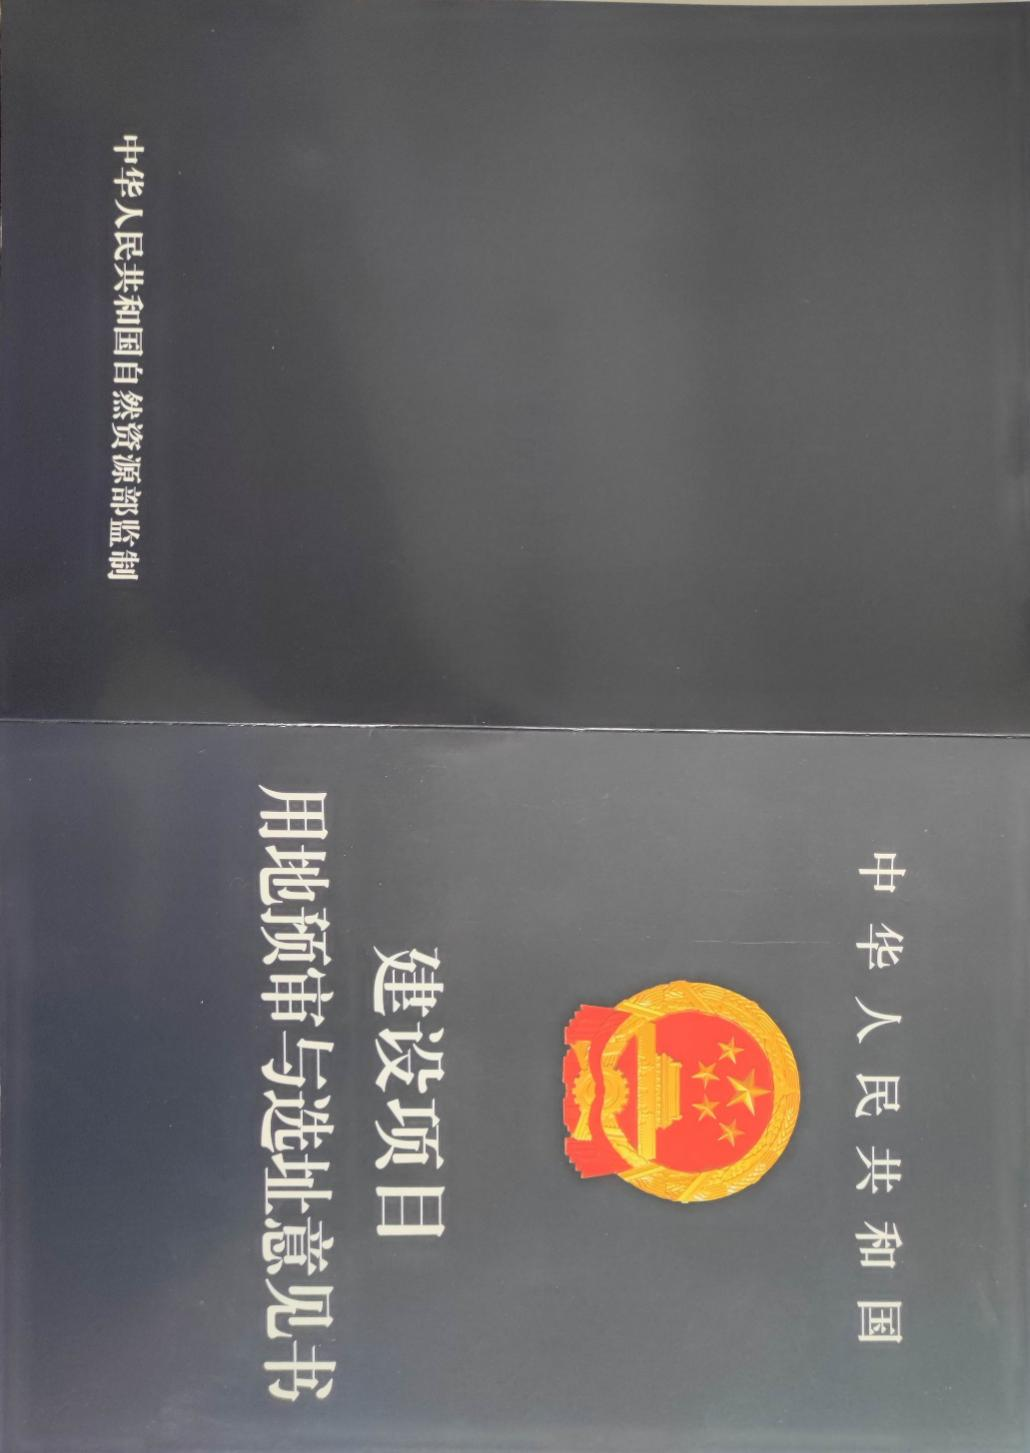 中华人民共和国
建设项目
用地预审与选址意见书
中华人民共和国自然资源部监制